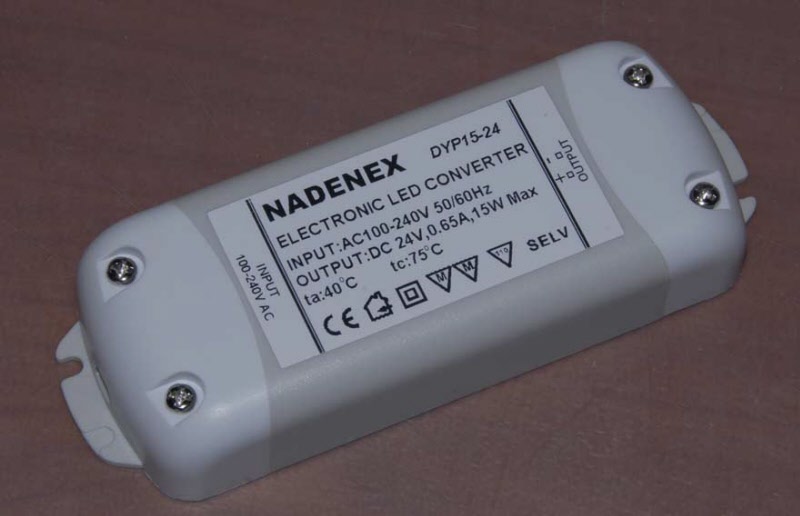 NADENEX DYP15-24
ELECTRONIC LED CONVERTER
INPUT:AC100-240V 50/60Hz
OUTPUT:DC 24V,0.65A,15W Max
ta:40°C tc:75°C
CE M M SELV
INPUT
100-240V AC
- +
OUTPUT